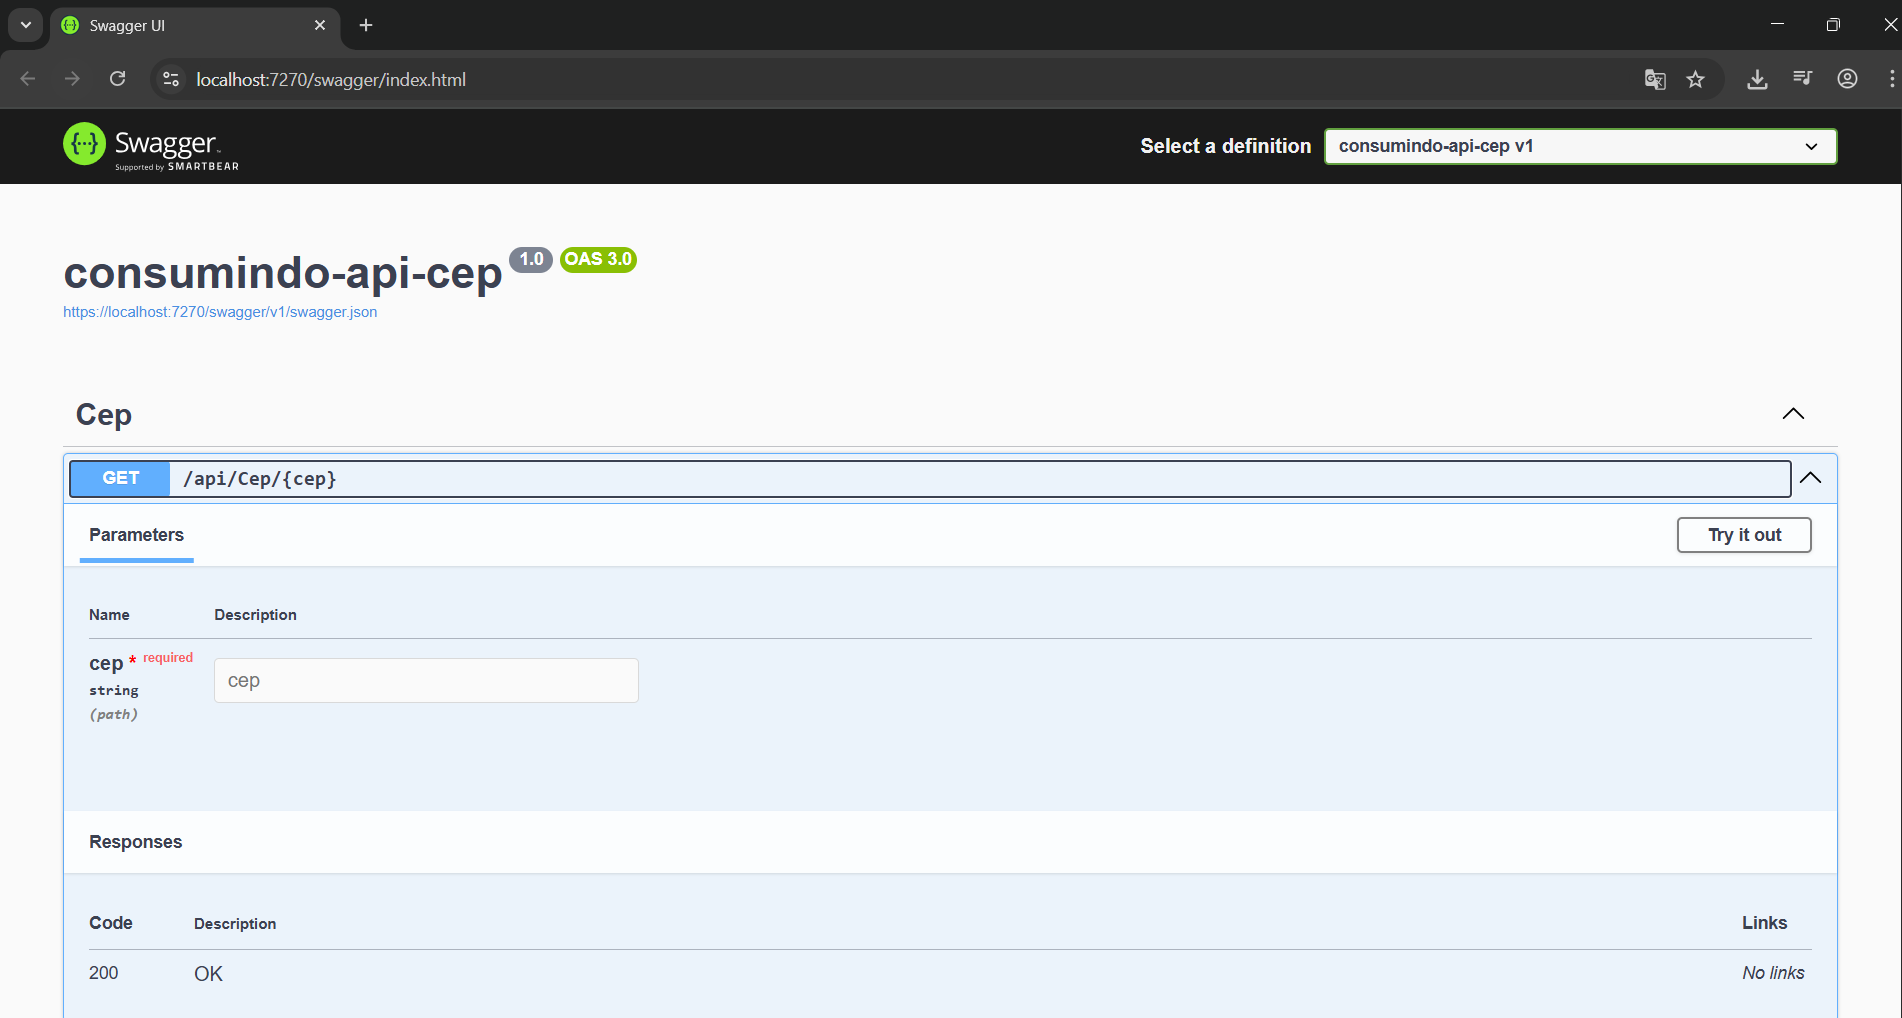 Swagger UI
localhost:7270/swagger/index.html
Swagger
Supported by SMARTBEAR
Select a definition
consumindo-api-cep v1
consumindo-api-cep 1.0 OAS 3.0
https://localhost:7270/swagger/v1/swagger.json
Cep
GET /api/Cep/{cep}
Parameters
Try it out
Name Description
cep * required
string
(path)
cep
Responses
Code Description Links
200 OK No links